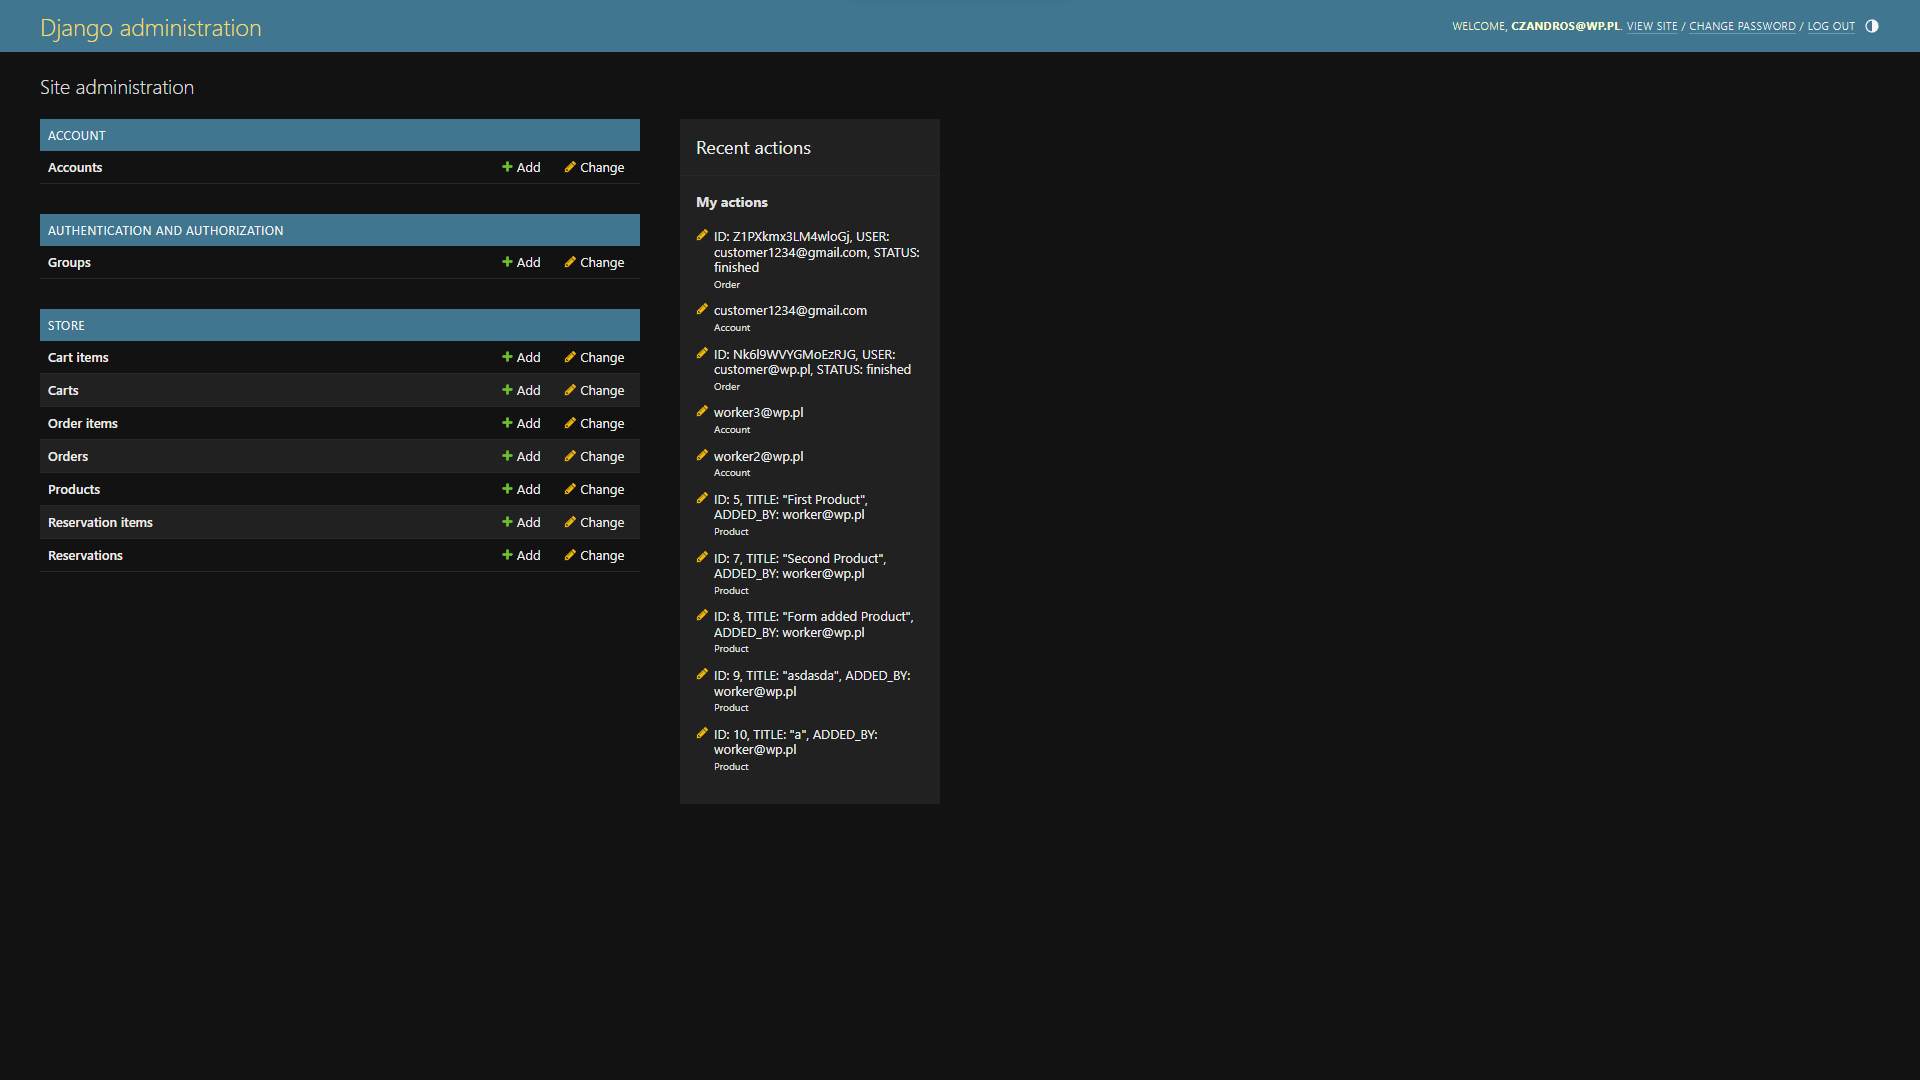 Django administration
WELCOME, CZANDROS@WP.PL. VIEW SITE / CHANGE PASSWORD / LOG OUT
Site administration
ACCOUNT
Accounts Add Change
AUTHENTICATION AND AUTHORIZATION
Groups Add Change
STORE
Cart items Add Change
Carts Add Change
Order items Add Change
Orders Add Change
Products Add Change
Reservation items Add Change
Reservations Add Change
Recent actions
My actions
ID: Z1PXkmx3LM4wloGj, USER:
customer1234@gmail.com, STATUS:
finished
Order
customer1234@gmail.com
Account
ID: Nk6l9WVYGMoEzRJG, USER:
customer@wp.pl, STATUS: finished
Order
worker3@wp.pl
Account
worker2@wp.pl
Account
ID: 5, TITLE: "First Product",
ADDED_BY: worker@wp.pl
Product
ID: 7, TITLE: "Second Product",
ADDED_BY: worker@wp.pl
Product
ID: 8, TITLE: "Form added Product",
ADDED_BY: worker@wp.pl
Product
ID: 9, TITLE: "asdasda", ADDED_BY:
worker@wp.pl
Product
ID: 10, TITLE: "a", ADDED_BY:
worker@wp.pl
Product